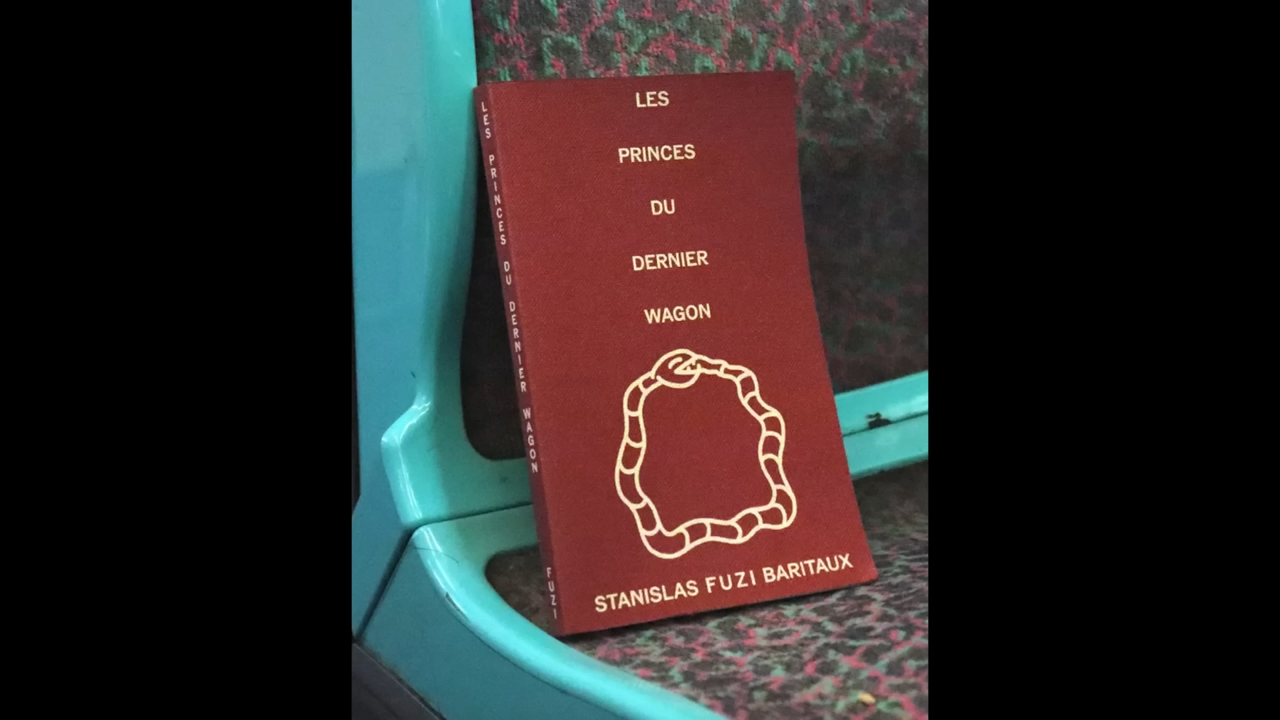 LES
PRINCES
DU
DERNIER
WAGON
STANISLAS FUZI BARITAUX
LES PRINCES DU DERNIER WAGON
FUZI